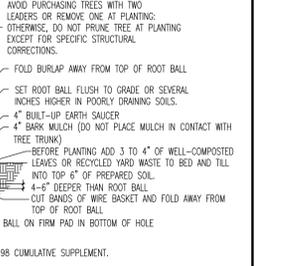 AVOID PURCHASING TREES WITH TWO
LEADERS OR REMOVE ONE AT PLANTING:
OTHERWISE, DO NOT PRUNE TREE AT PLANTING
EXCEPT FOR SPECIFIC STRUCTURAL
CORRECTIONS.
FOLD BURLAP AWAY FROM TOP OF ROOT BALL
SET ROOT BALL FLUSH TO GRADE OR SEVERAL
INCHES HIGHER IN POORLY DRAINING SOILS.
4" BUILT-UP EARTH SAUCER
4" BARK MULCH (DO NOT PLACE MULCH IN CONTACT WITH
TREE TRUNK)
BEFORE PLANTING ADD 3 TO 4" OF WELL-COMPOSTED
LEAVES OR RECYCLED YARD WASTE TO BED AND TILL
INTO TOP 6" OF PREPARED SOIL.
4-6" DEEPER THAN ROOT BALL
CUT BANDS OF WIRE BASKET AND FOLD AWAY FROM
TOP OF ROOT BALL
BALL ON FIRM PAD IN BOTTOM OF HOLE
98 CUMULATIVE SUPPLEMENT.